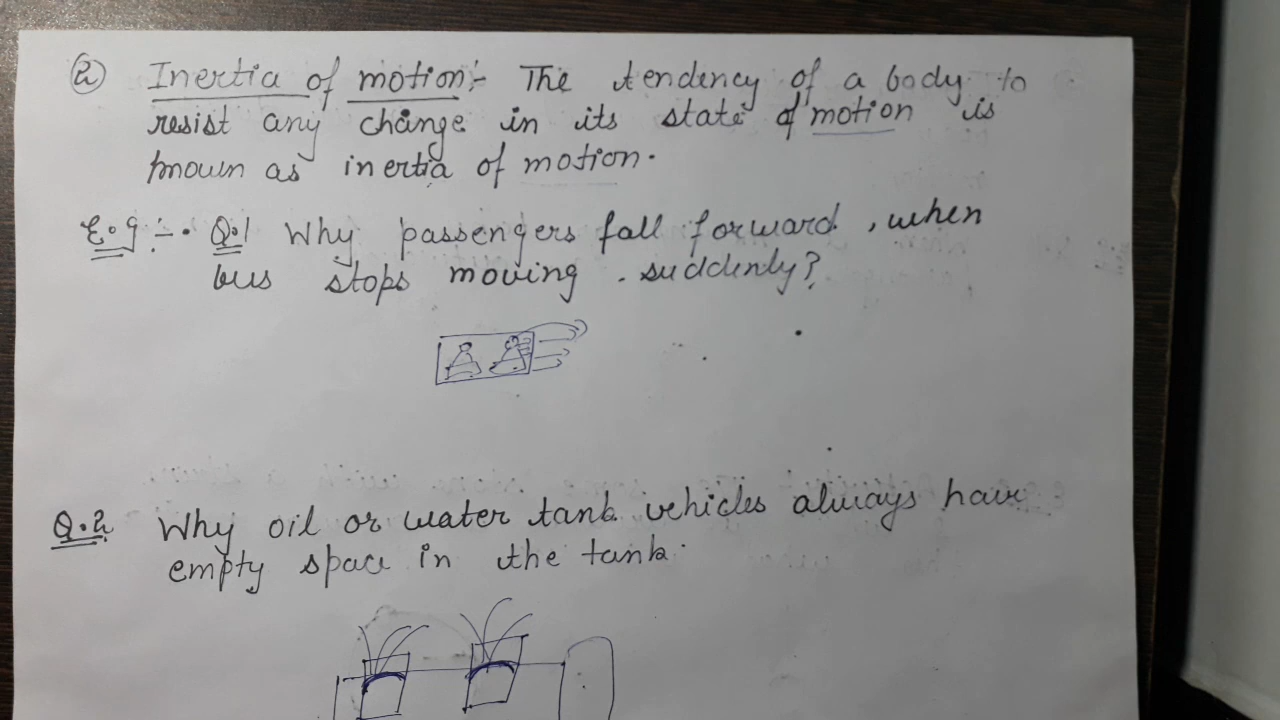 ② Inertia of motion:- The tendency of a body to
resist any change in its state of motion is
known as inertia of motion.
E.g:- • Q.1 Why passengers fall forward, when
bus stops moving . suddenly?
Q.2 Why oil or water tank vehicles always have
empty space in the tank.